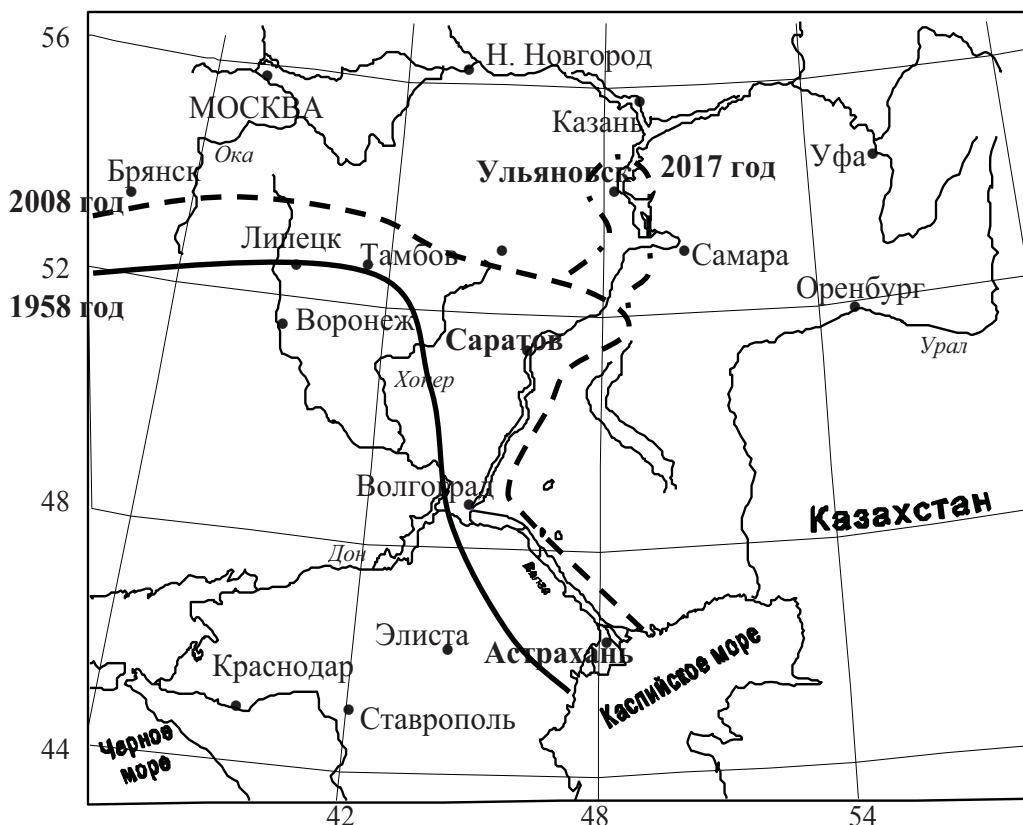 56
Н. Новгород
МОСКВА
Казань
Ока
Уфа
Брянск
Ульяновск
2017 год
2008 год
Липецк
Тамбов
Самара
52
1958 год
Оренбург
Воронеж
Саратов
Урал
Хопер
48
Волгоград
Казахстан
Дон
Волга
Элиста
Астрахань
Каспийское море
Краснодар
Ставрополь
Черное
море
44
42
48
54